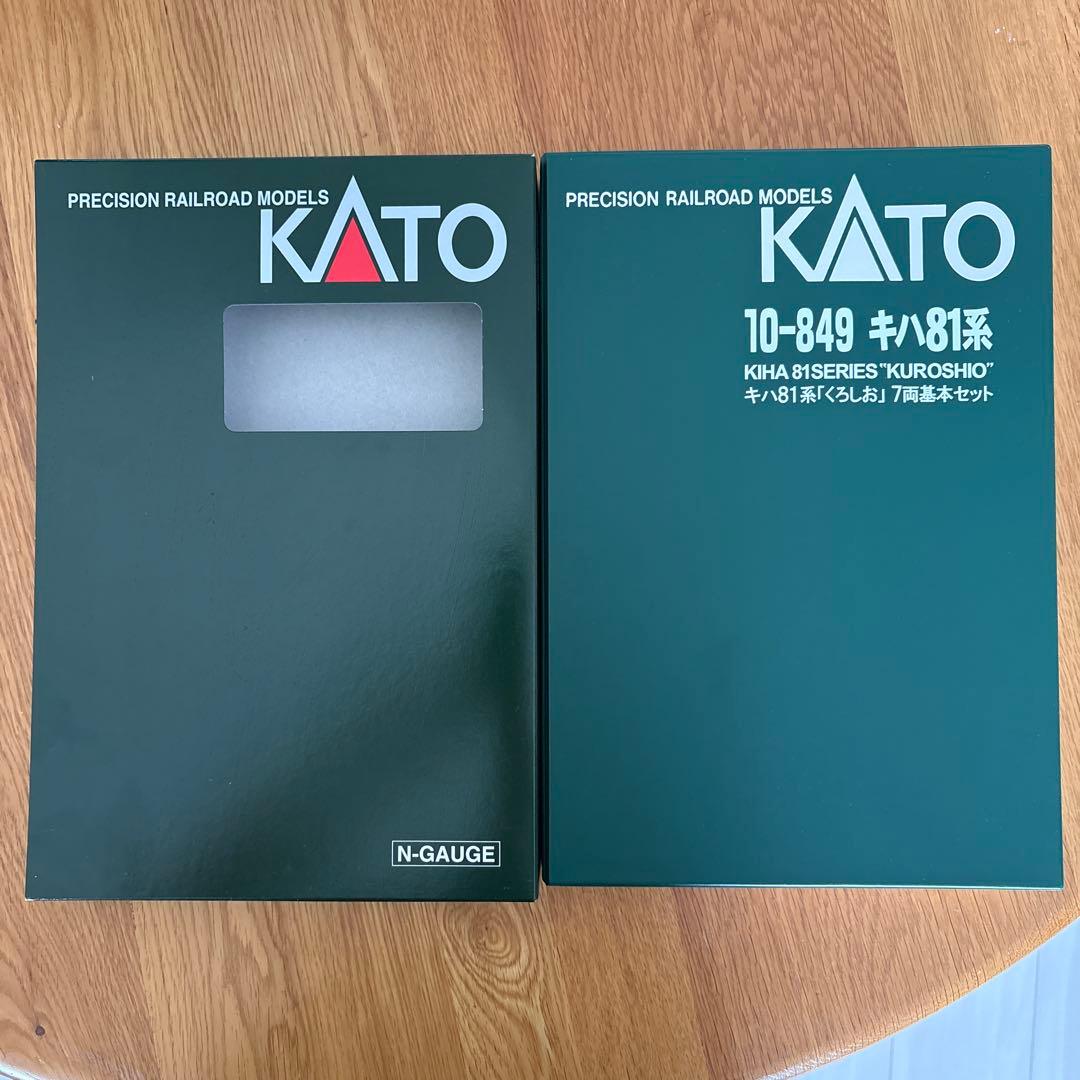 PRECISION RAILROAD MODELS
KATO
N-GAUGE
PRECISION RAILROAD MODELS
KATO
10-849 キハ81系
KIHA 81SERIES "KUROSHIO"
キハ81系「くろしお」7両基本セット